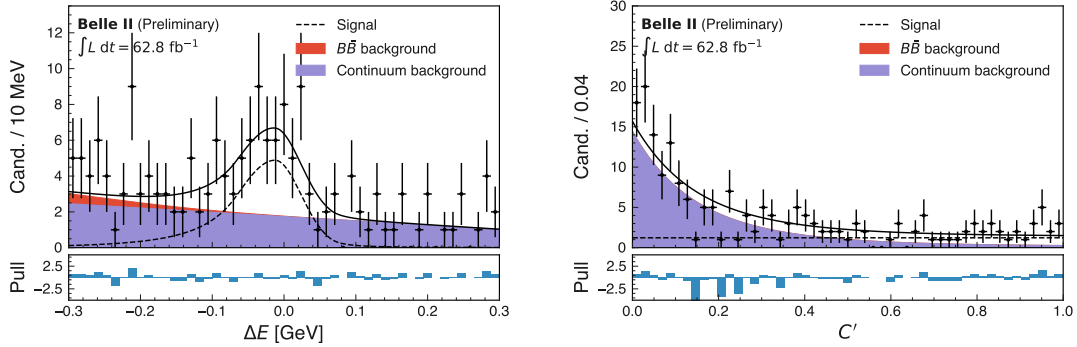 Belle II (Preliminary)
∫L dt = 62.8 fb⁻¹
Signal
BB̄ background
Continuum background
Cand. / 10 MeV
12
10
8
6
4
2
0
Pull
2.5
−2.5
−0.3
−0.2
−0.1
0.0
0.1
0.2
0.3
ΔE [GeV]
Belle II (Preliminary)
∫L dt = 62.8 fb⁻¹
Signal
BB̄ background
Continuum background
Cand. / 0.04
30
25
20
15
10
5
0
Pull
2.5
−2.5
0.0
0.2
0.4
0.6
0.8
1.0
C′